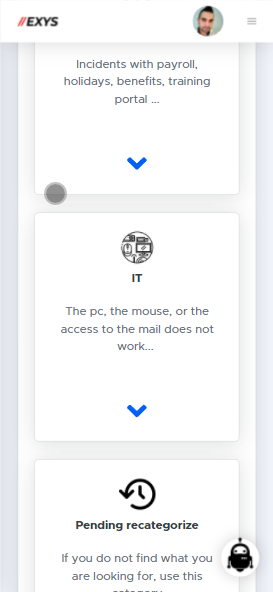 //EXYS
Incidents with payroll,
holidays, benefits, training
portal ...
IT
The pc, the mouse, or the
access to the mail does not
work...
Pending recategorize
If you do not find what you
are looking for, use this
category